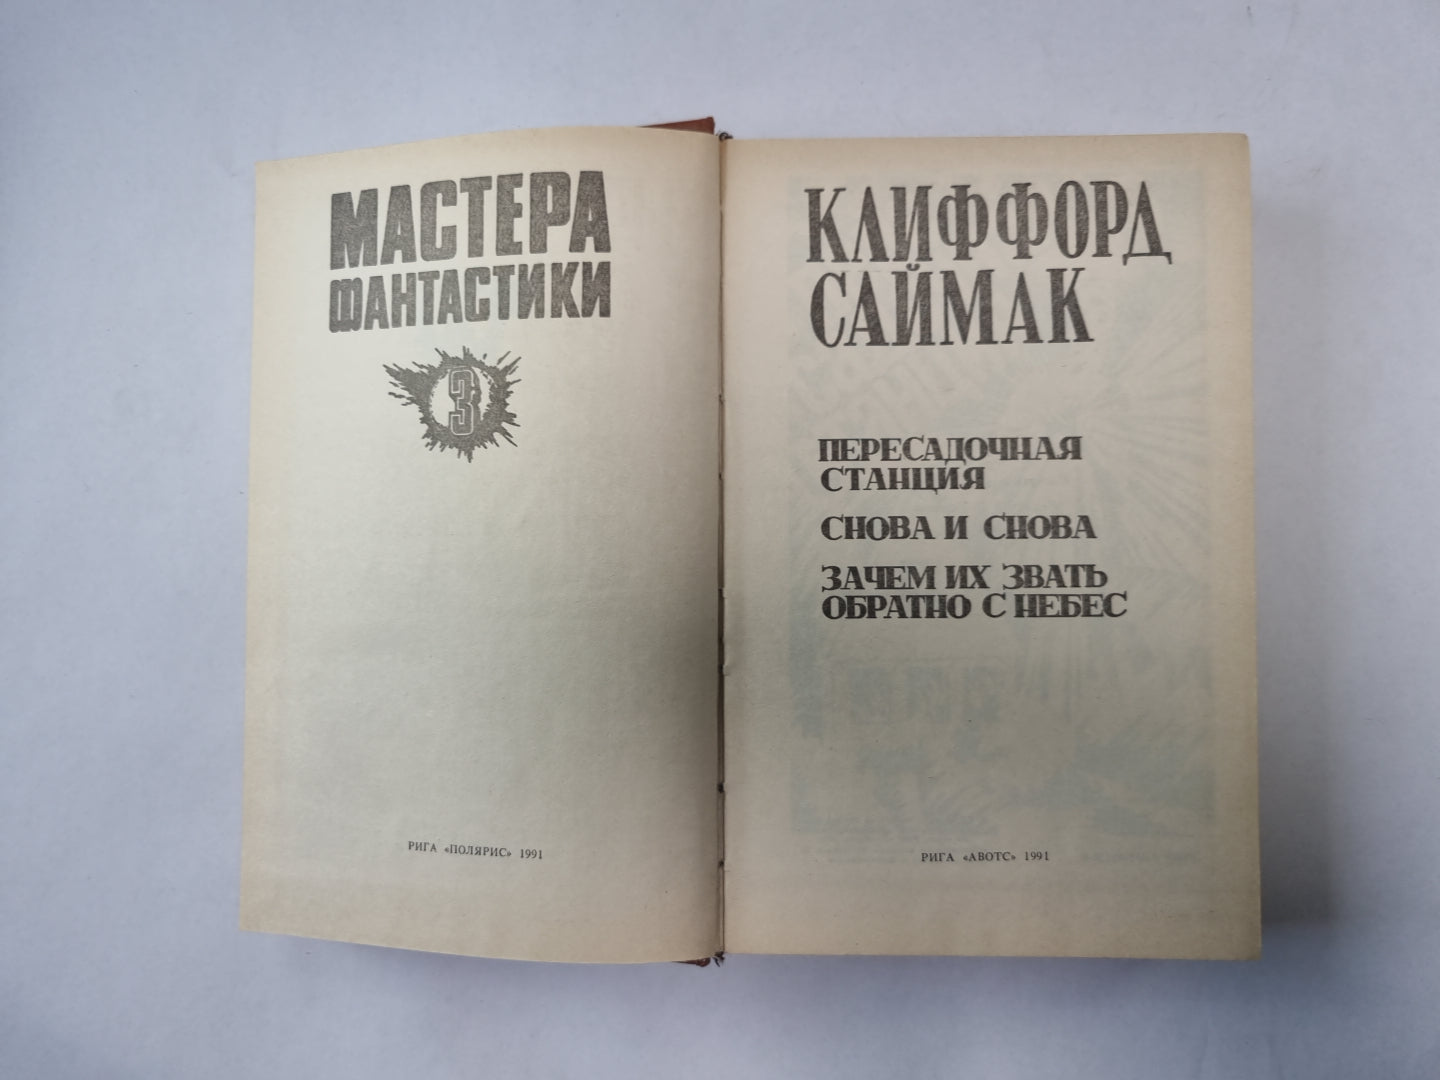 МАСТЕРА
ФАНТАСТИКИ
3
РИГА «ПОЛЯРИС» 1991
КЛИФФОРД
САЙМАК
ПЕРЕСАДОЧНАЯ
СТАНЦИЯ
СНОВА И СНОВА
ЗАЧЕМ ИХ ЗВАТЬ
ОБРАТНО С НЕБЕС
РИГА «АВОТС» 1991